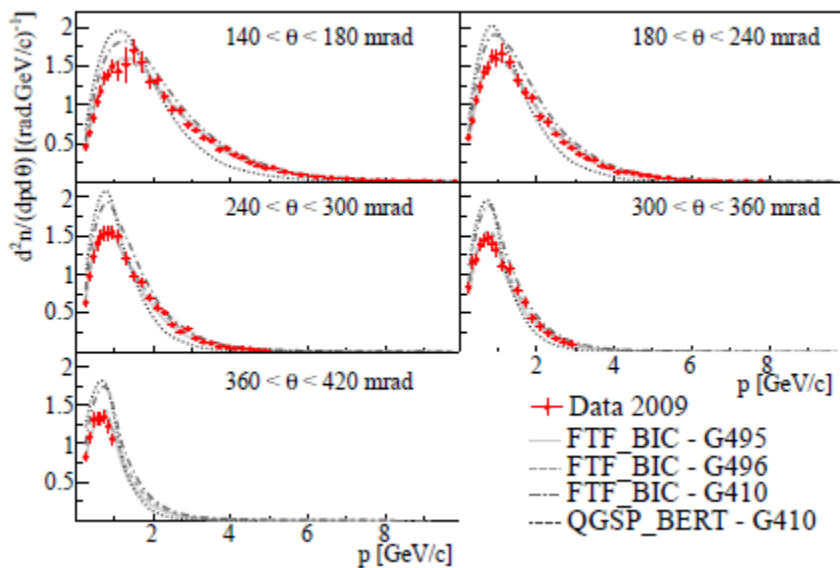 d²n/(dpdθ) [(rad.GeV/c)⁻¹]
2
1.5
1
0.5
140 < θ < 180 mrad
180 < θ < 240 mrad
2
1.5
1
0.5
240 < θ < 300 mrad
300 < θ < 360 mrad
2
1.5
1
0.5
360 < θ < 420 mrad
2 4 6 8
p [GeV/c]
2 4 6 8
p [GeV/c]
Data 2009
FTF_BIC - G495
FTF_BIC - G496
FTF_BIC - G410
QGSP_BERT - G410